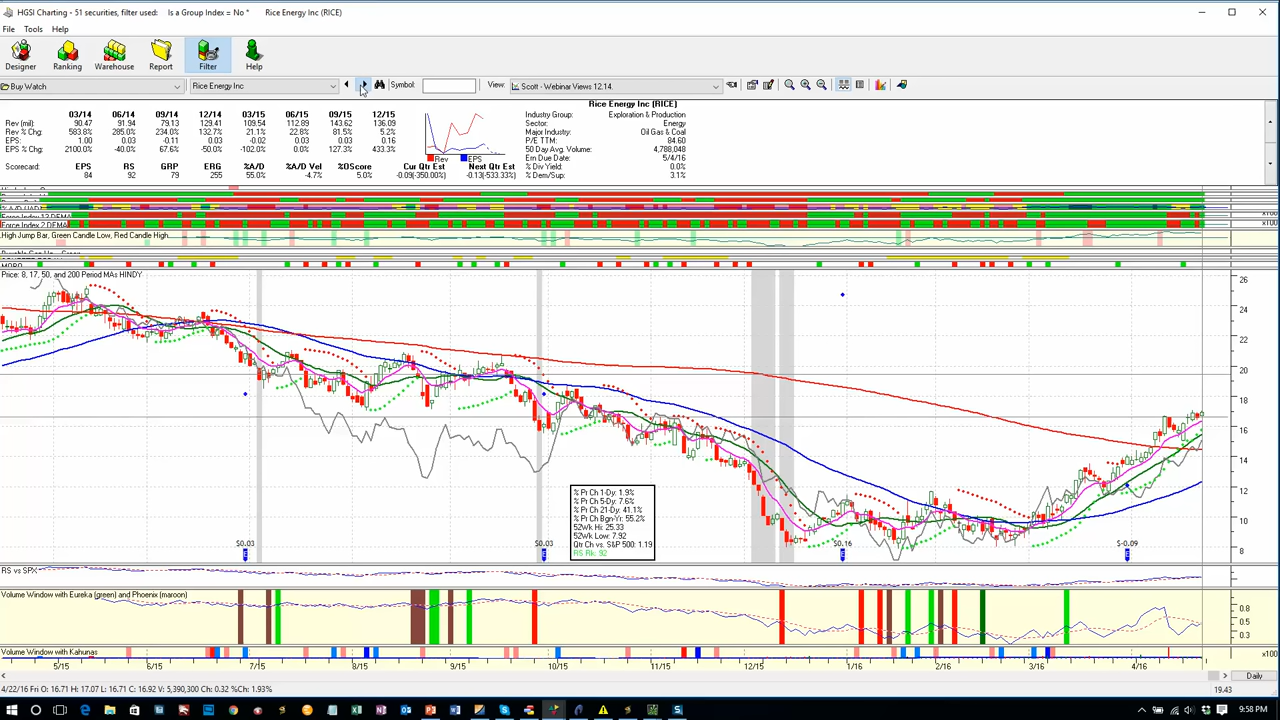 HGSI Charting - 51 securities, filter used: Is a Group Index = No * Rice Energy Inc (RICE)
File Tools Help
Designer Ranking Warehouse Report Filter Help
Buy Watch Rice Energy Inc Symbol: View: Scott - Webinar Views 12.14.
Rice Energy Inc (RICE)
03/14 06/14 09/14 12/14 03/15 06/15 09/15 12/15
Rev (mil) 90.47 91.94 79.13 129.41 109.54 112.89 143.62 136.09
Rev % Chg: 583.8% 285.0% 234.0% 132.7% 21.1% 22.8% 81.5% 5.2%
EPS: 1.00 0.03 -0.11 0.03 -0.02 0.03 0.03 0.16
EPS % Chg: 2100.0% -40.0% 67.6% -50.0% -102.0% 0.0% 127.3% 433.3%
Rev EPS
Scorecard: EPS RS GRP ERG %A/D %A/D Vel %OScore Cur Qtr Est Next Qtr Est
84 92 79 255 55.0% -4.7% 5.0% -0.09(-350.00%) -0.13(-533.33%)
Industry Group: Exploration & Production
Sector: Energy
Major Industry: Oil Gas & Coal
P/E TTM: 84.60
50 Day Avg. Volume: 4,788,048
Ern Due Date: 5/4/16
% Div Yield: 0.0%
% Dem/Sup: 3.1%
x100
Force Index 2 DEMA x100
High Jump Bar, Green Candle Low, Red Candle High.
Price: 8, 17, 50, and 200 Period MAs HINDY
26
24
22
20
18
16
14
12
10
8
% Pr Ch 1-Dy: 1.9%
% Pr Ch 5-Dy: 7.6%
% Pr Ch 21-Dy: 41.1%
% Pr Ch Bgn-Yr: 55.2%
52Wk Hi: 25.33
52Wk Low: 7.92
Qtr Ch vs. S&P 500: 1.19
RS Rk: 92
$0.03 $0.03 $0.16 $-0.09
RS vs SPX
Volume Window with Eureka (green) and Phoenix (maroon)
0.8
0.5
0.3
Volume Window with Kahunas x100
5/15 6/15 7/15 8/15 9/15 10/15 11/15 12/15 1/16 2/16 3/16 4/16
Daily
4/22/16 Fri O: 16.71 H: 17.07 L: 16.71 C: 16.92 V: 5,390,300 Ch: 0.32 %Ch: 1.93% 19.43
9:58 PM